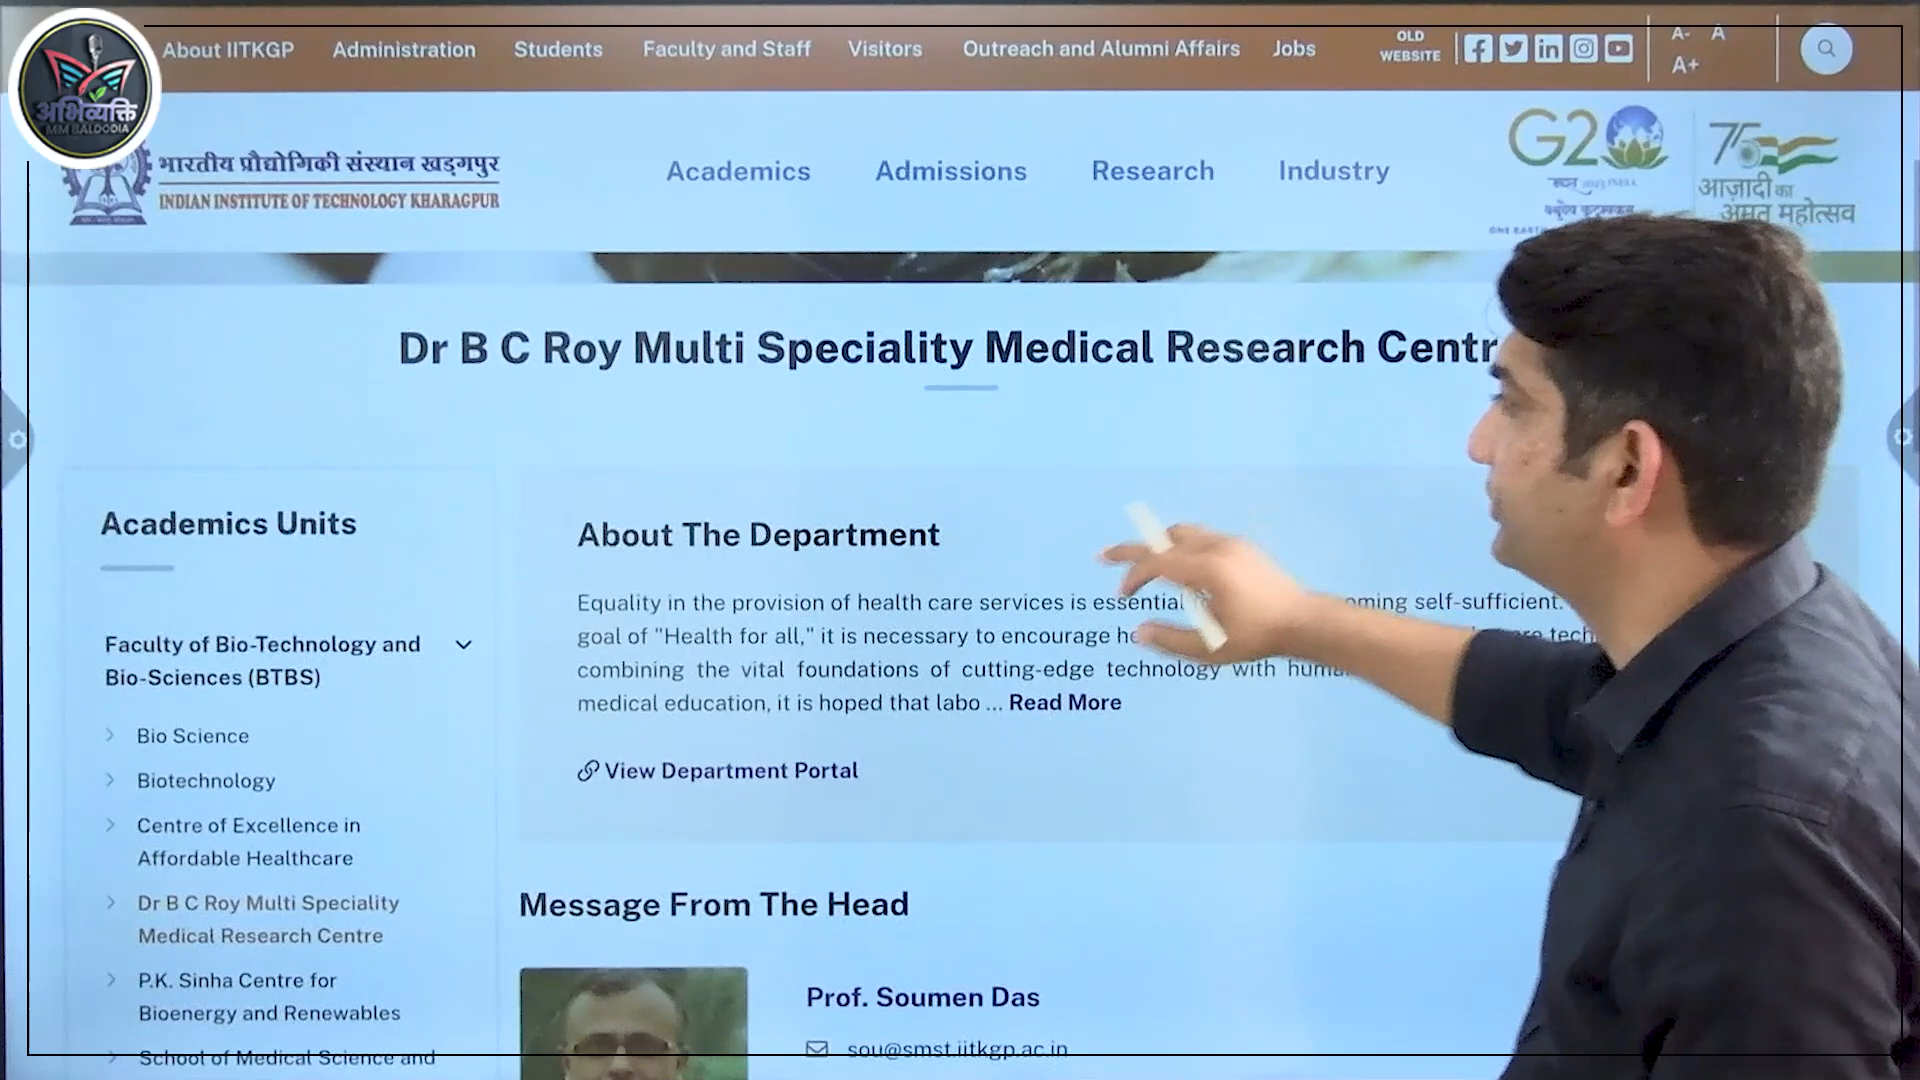 About IITKGP
Administration
Students
Faculty and Staff
Visitors
Outreach and Alumni Affairs
Jobs
OLD
WEBSITE
A-
A
A+
अभिव्यक्ति
MM BALDODIA
भारतीय प्रौद्योगिकी संस्थान खड़गपुर
INDIAN INSTITUTE OF TECHNOLOGY KHARAGPUR
Academics
Admissions
Research
Industry
G20
75
आज़ादी का
अमृत महोत्सव
Dr B C Roy Multi Speciality Medical Research Centr
Academics Units
Faculty of Bio-Technology and
Bio-Sciences (BTBS)
Bio Science
Biotechnology
Centre of Excellence in
Affordable Healthcare
Dr B C Roy Multi Speciality
Medical Research Centre
P.K. Sinha Centre for
Bioenergy and Renewables
School of Medical Science and
About The Department
Equality in the provision of health care services is essential oming self-sufficient.
goal of "Health for all," it is necessary to encourage he tech
combining the vital foundations of cutting-edge technology with
medical education, it is hoped that labo ... Read More
View Department Portal
Message From The Head
Prof. Soumen Das
sou@smst.iitkgp.ac.in